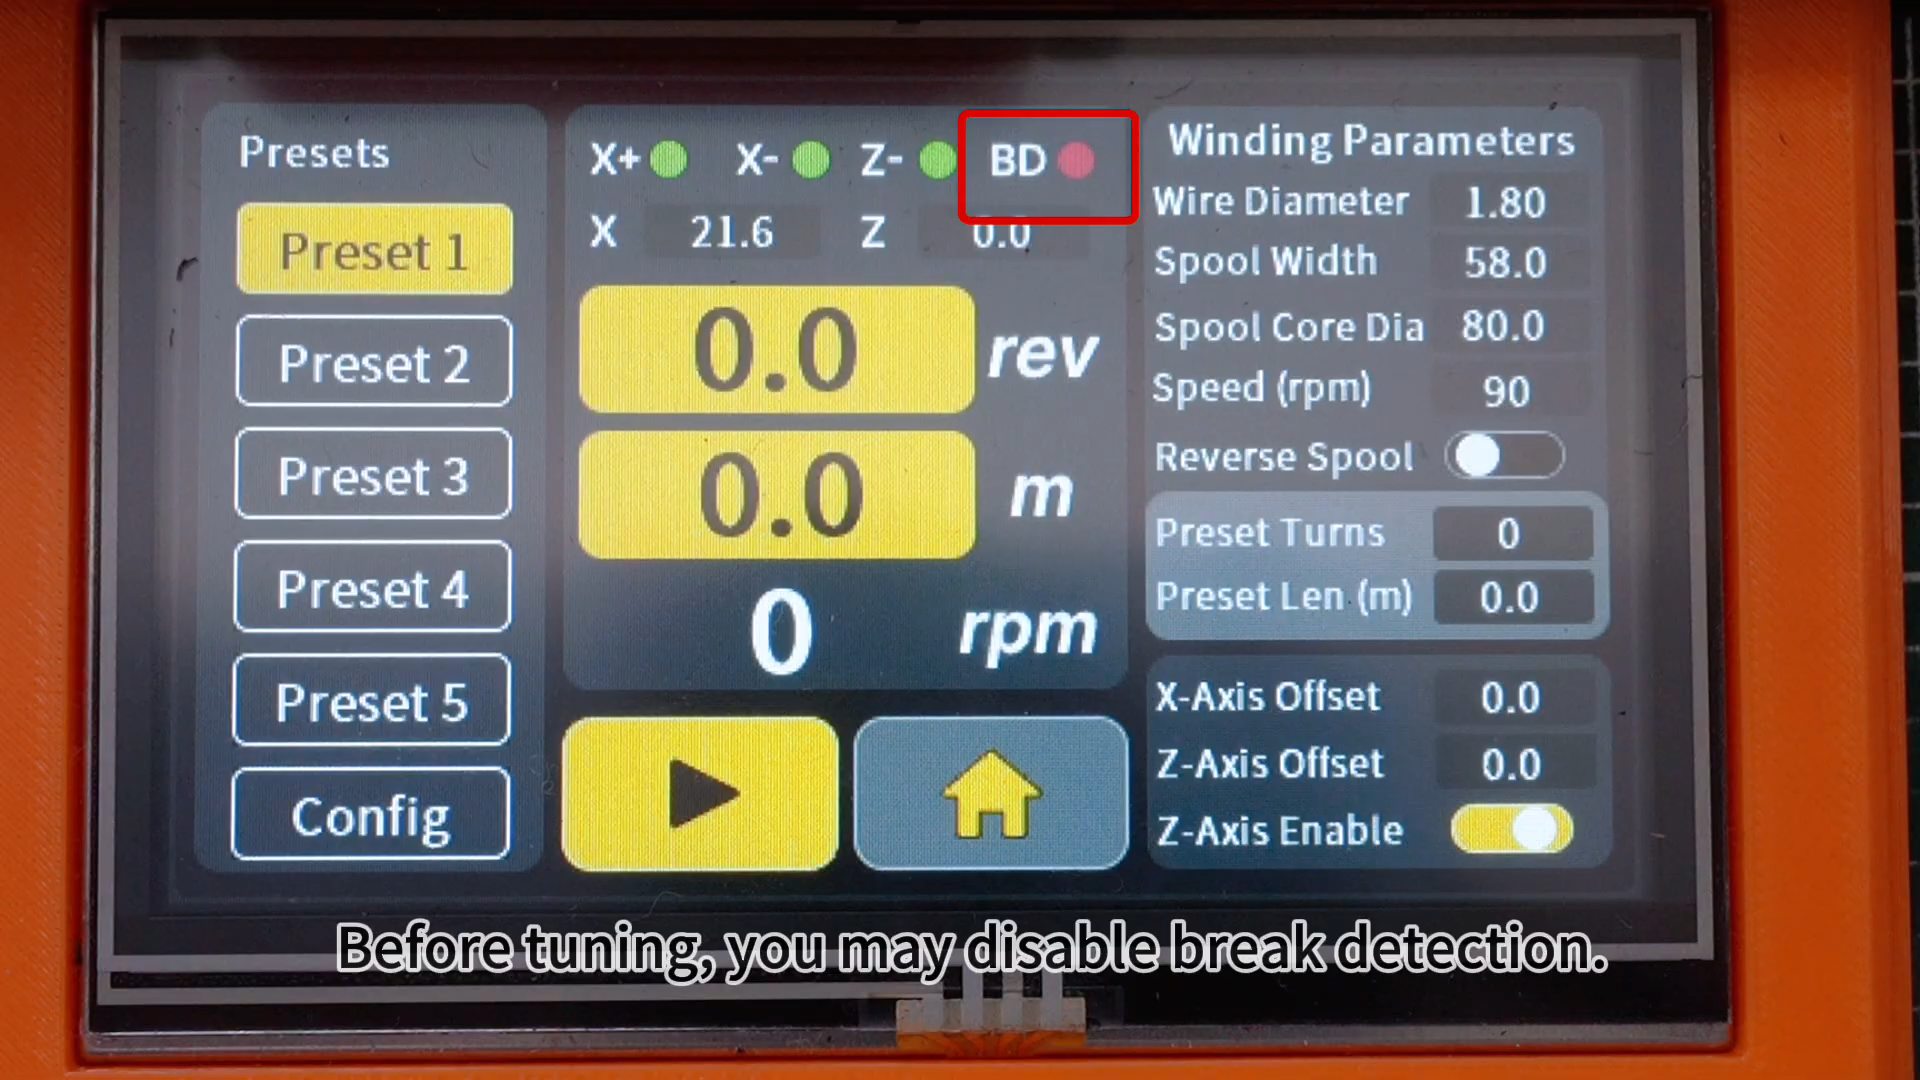 Presets
Preset 1
Preset 2
Preset 3
Preset 4
Preset 5
Config
X+ X- Z- BD
X 21.6 Z 0.0
0.0 rev
0.0 m
0 rpm
Winding Parameters
Wire Diameter 1.80
Spool Width 58.0
Spool Core Dia 80.0
Speed (rpm) 90
Reverse Spool
Preset Turns 0
Preset Len (m) 0.0
X-Axis Offset 0.0
Z-Axis Offset 0.0
Z-Axis Enable
Before tuning, you may disable break detection.